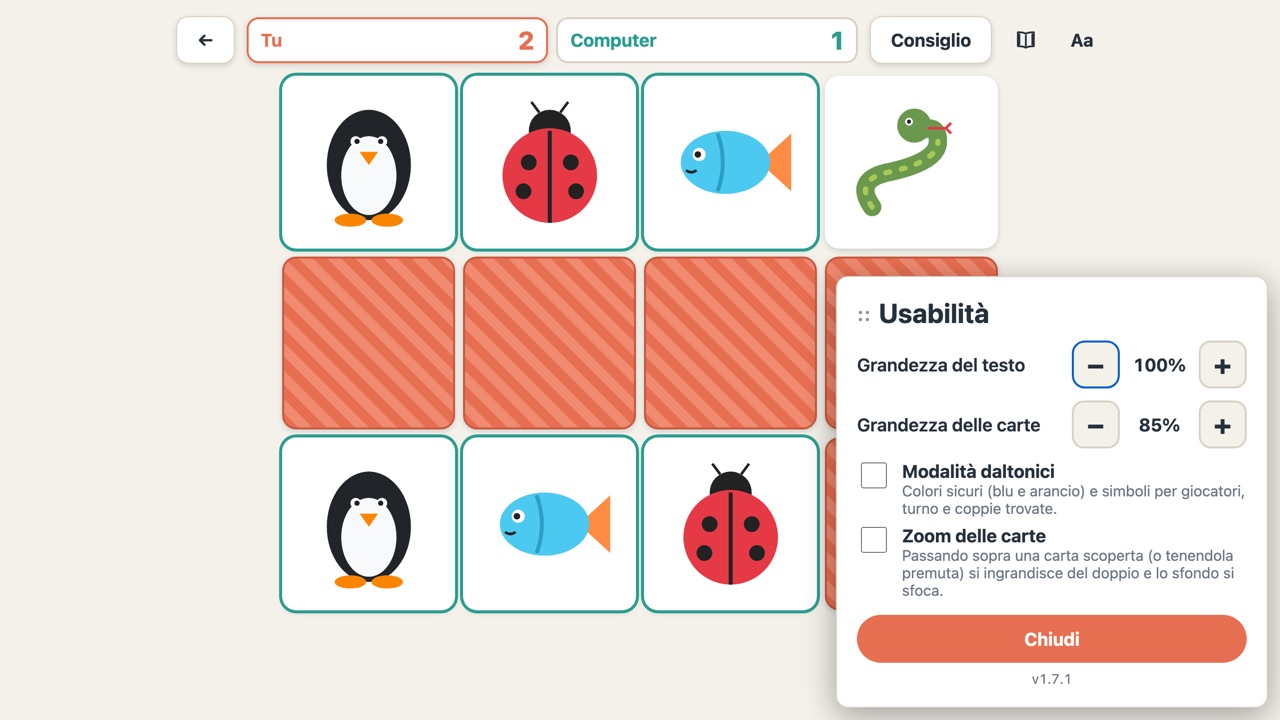 Tu 2
Computer 1
Consiglio
Aa
Usabilità
Grandezza del testo
− 100% +
Grandezza delle carte
− 85% +
Modalità daltonici
Colori sicuri (blu e arancio) e simboli per giocatori,
turno e coppie trovate.
Zoom delle carte
Passando sopra una carta scoperta (o tenendola
premuta) si ingrandisce del doppio e lo sfondo si
sfoca.
Chiudi
v1.7.1